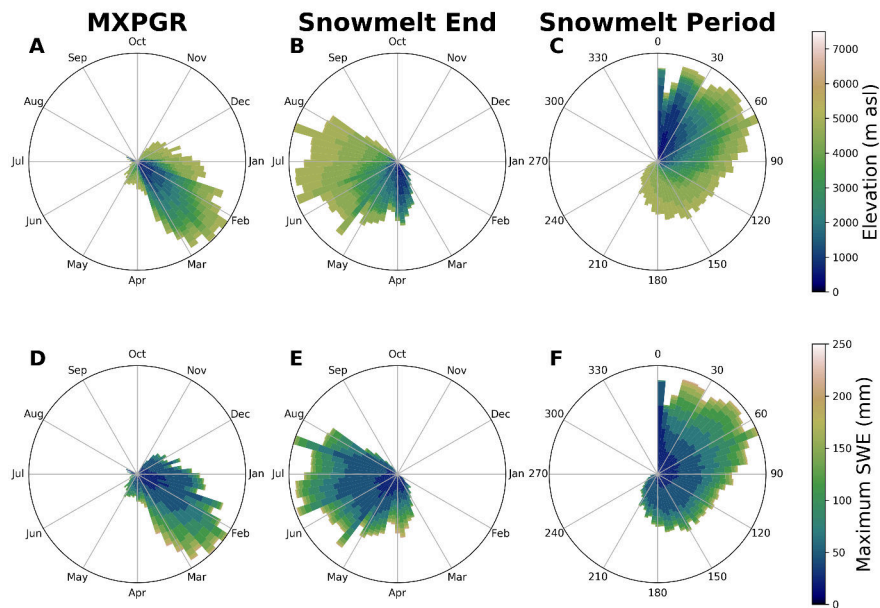 MXPGR Snowmelt End Snowmelt Period
A B C
Oct Oct 0
Sep Nov Sep Nov 330 30
Aug Dec Aug Dec 300 60
Jul Jan Jul Jan 270 90
Jun Feb Jun Feb 240 120
May Mar May Mar 210 150
Apr Apr 180
7000
6000
5000
4000
3000
2000
1000
0
Elevation (m asl)
D E F
Oct Oct 0
Sep Nov Sep Nov 330 30
Aug Dec Aug Dec 300 60
Jul Jan Jul Jan 270 90
Jun Feb Jun Feb 240 120
May Mar May Mar 210 150
Apr Apr 180
250
200
150
100
50
0
Maximum SWE (mm)